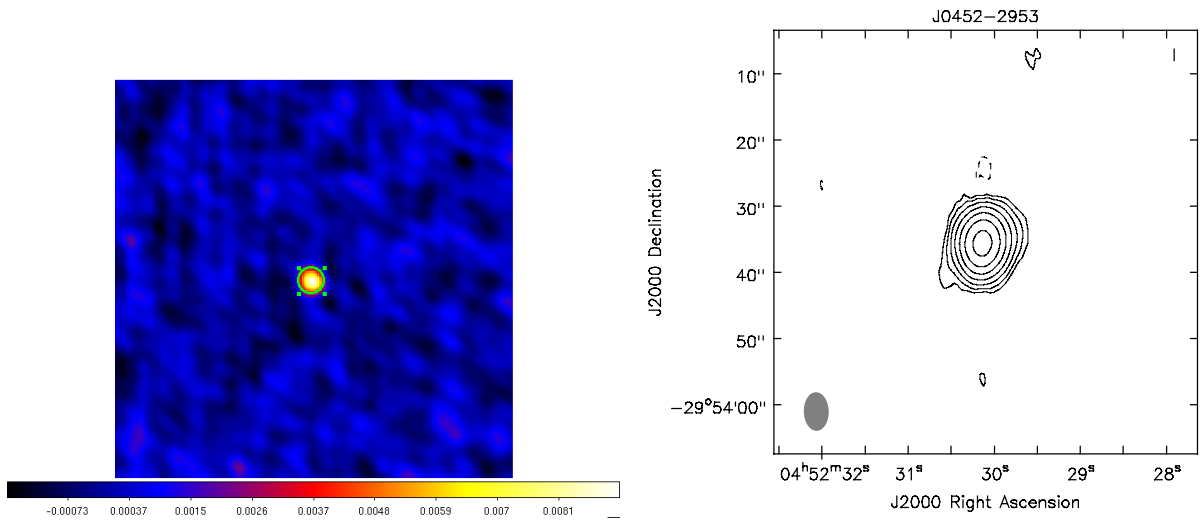 -0.00073 0.00037 0.0015 0.0026 0.0037 0.0048 0.0059 0.007 0.0081
J0452-2953
I
J2000 Declination
10"
20"
30"
40"
50"
-29°54'00"
04ʰ52ᵐ32ˢ 31ˢ 30ˢ 29ˢ 28ˢ
J2000 Right Ascension